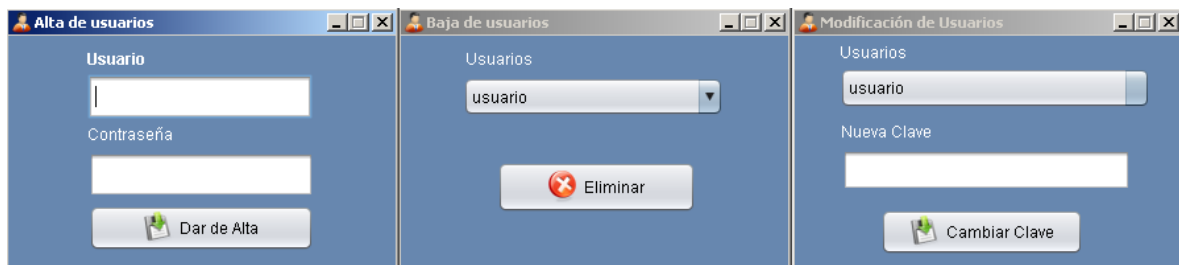 Alta de usuarios
Usuario
Contraseña
Dar de Alta
Baja de usuarios
Usuarios
usuario
Eliminar
Modificación de Usuarios
Usuarios
usuario
Nueva Clave
Cambiar Clave